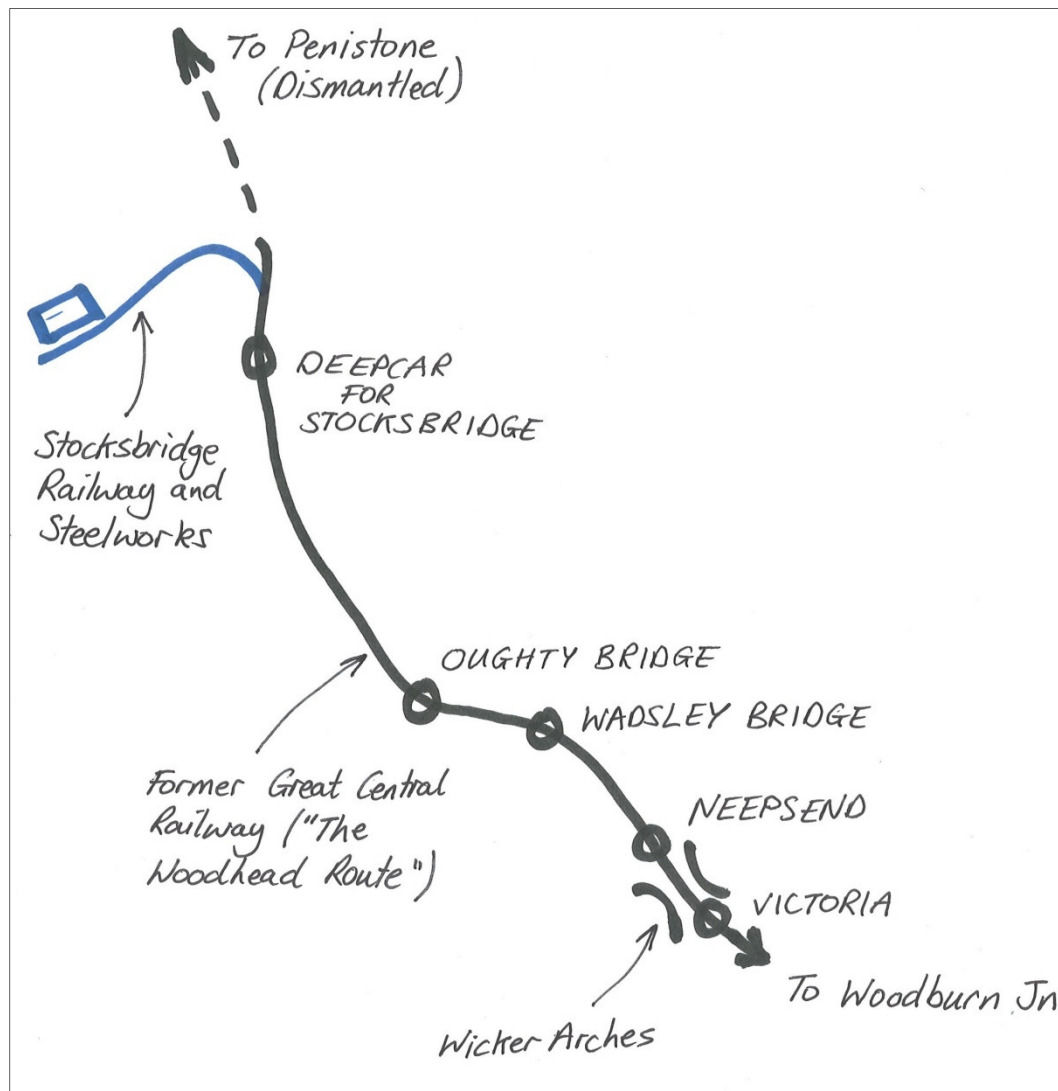 To Penistone
(Dismantled)
DEEPCAR
FOR
STOCKSBRIDGE
Stocksbridge
Railway and
Steelworks
OUGHTY BRIDGE
WADSLEY BRIDGE
Former Great Central
Railway ("The
Woodhead Route")
NEEPSEND
VICTORIA
To Woodburn Jn
Wicker Arches